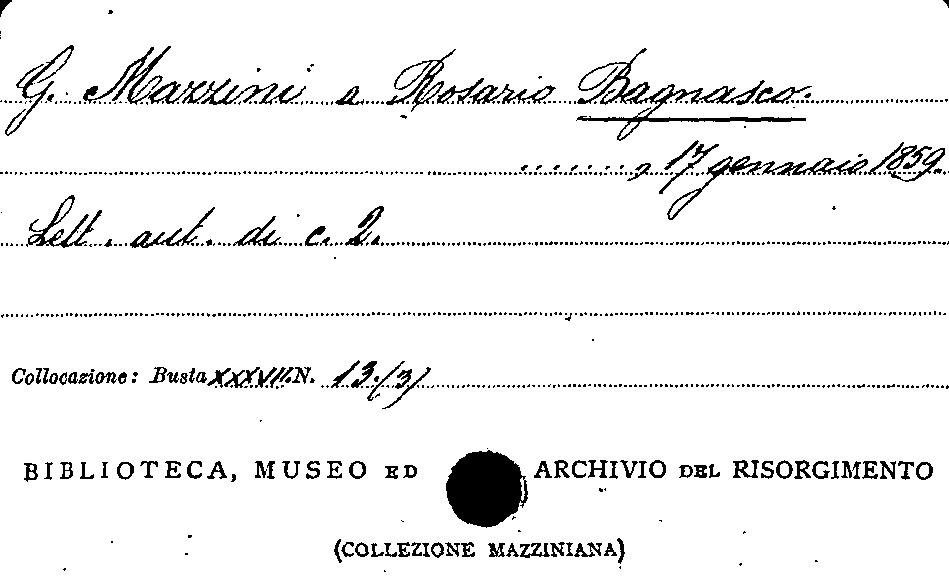 G. Mazzini a Rosario Bagnasco.
........, 17 gennaio 1859.
Lett. aut. di c. 2.
Collocazione: Busta XXXVII. N. 13.(3)
BIBLIOTECA, MUSEO ED ARCHIVIO DEL RISORGIMENTO
(COLLEZIONE MAZZINIANA)